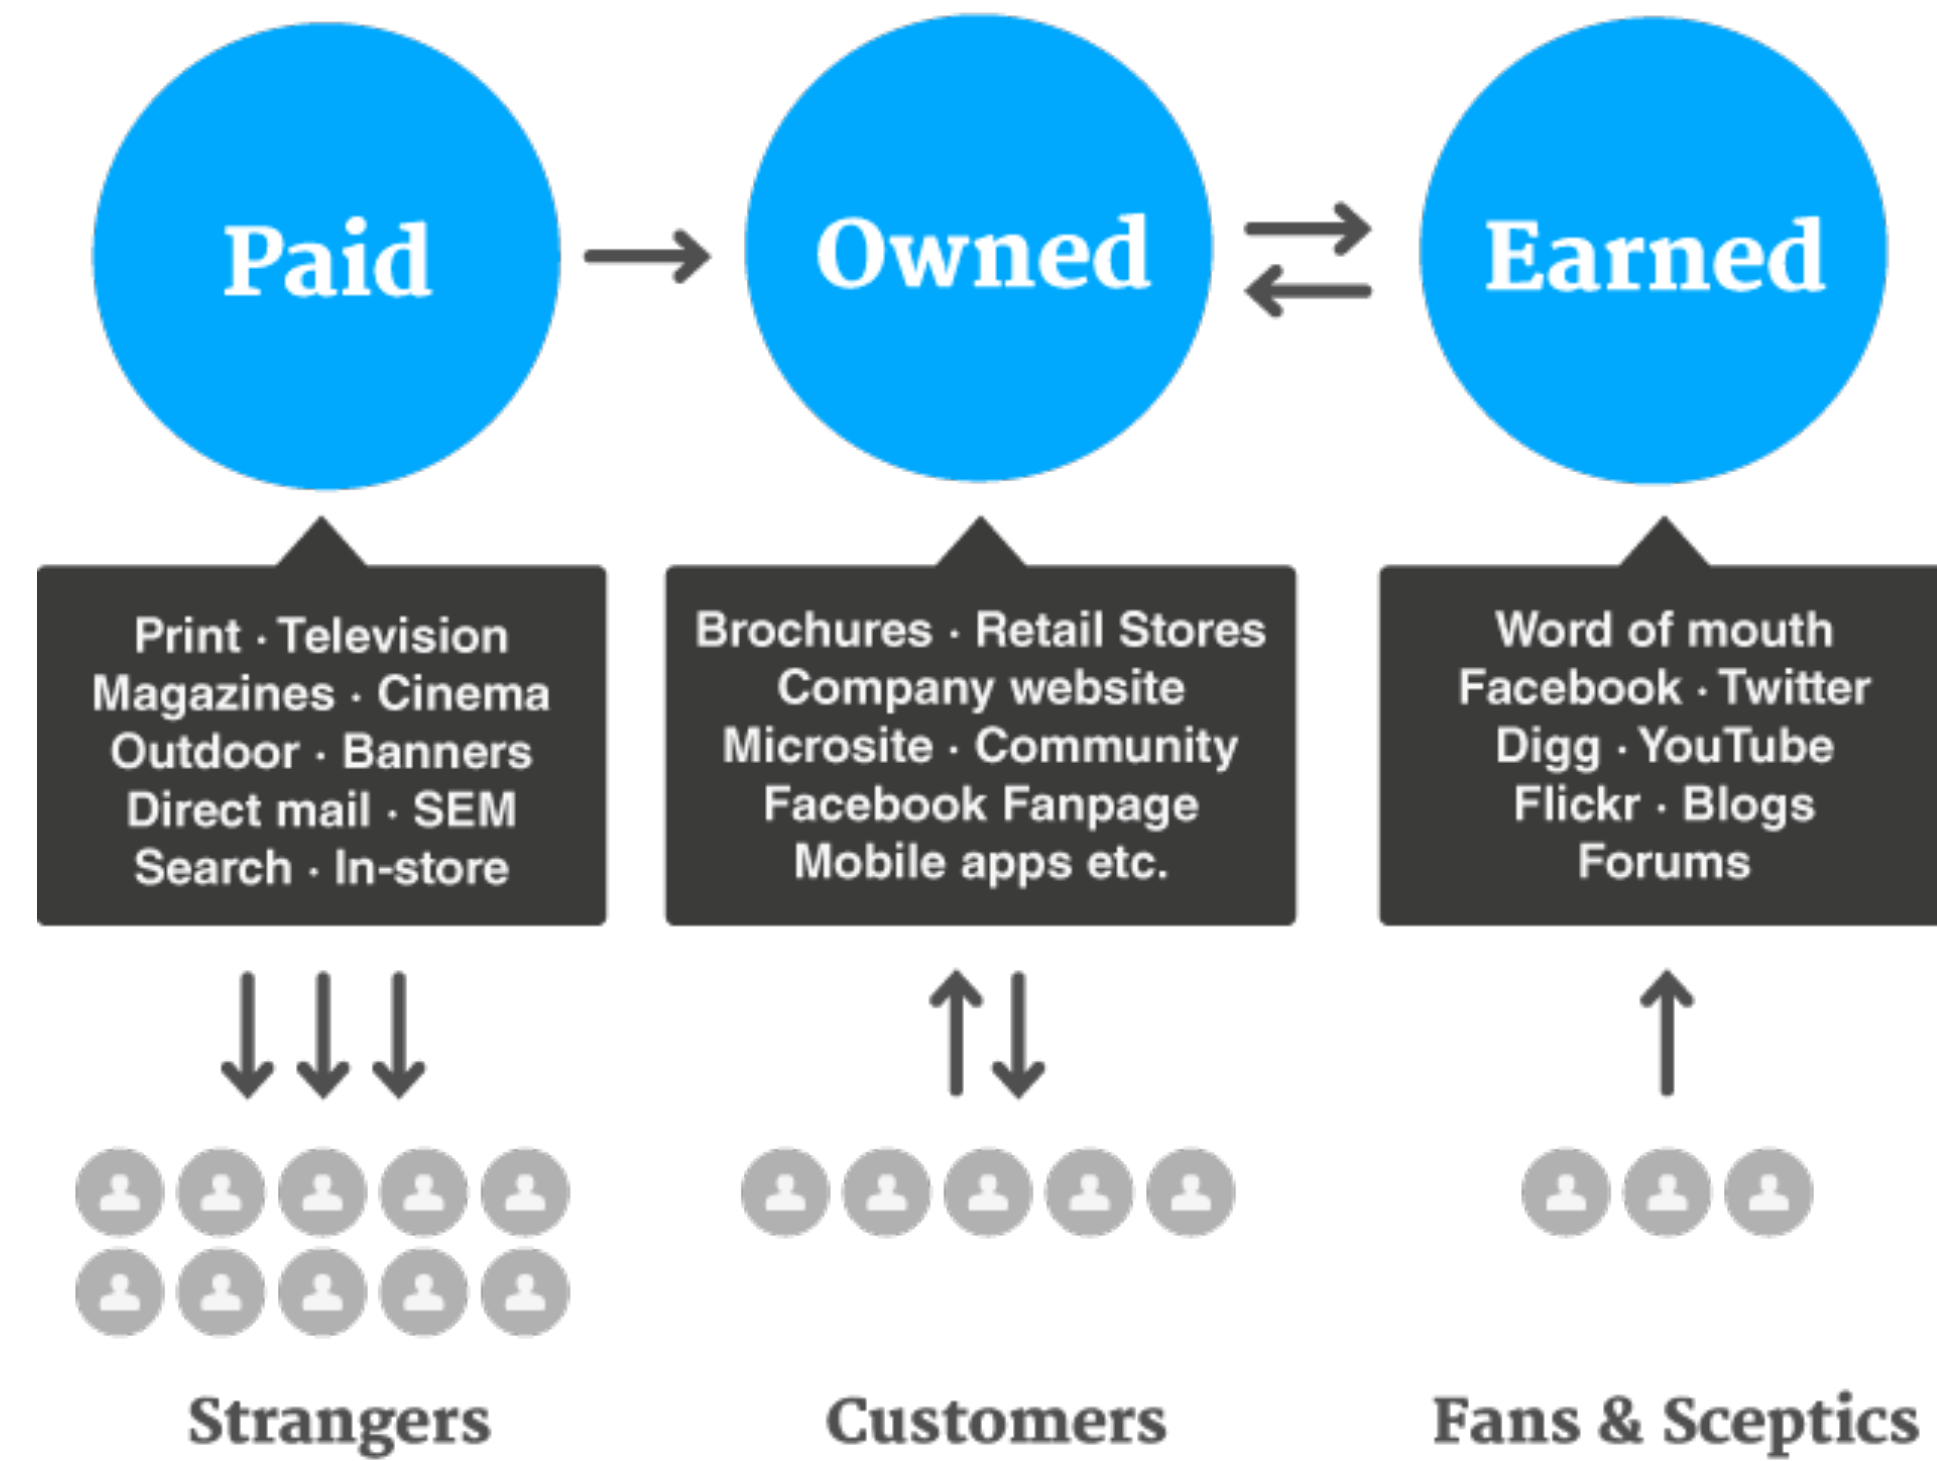 Paid
Owned
Earned
Print · Television
Magazines · Cinema
Outdoor · Banners
Direct mail · SEM
Search · In-store
Brochures · Retail Stores
Company website
Microsite · Community
Facebook Fanpage
Mobile apps etc.
Word of mouth
Facebook · Twitter
Digg · YouTube
Flickr · Blogs
Forums
Strangers
Customers
Fans & Sceptics